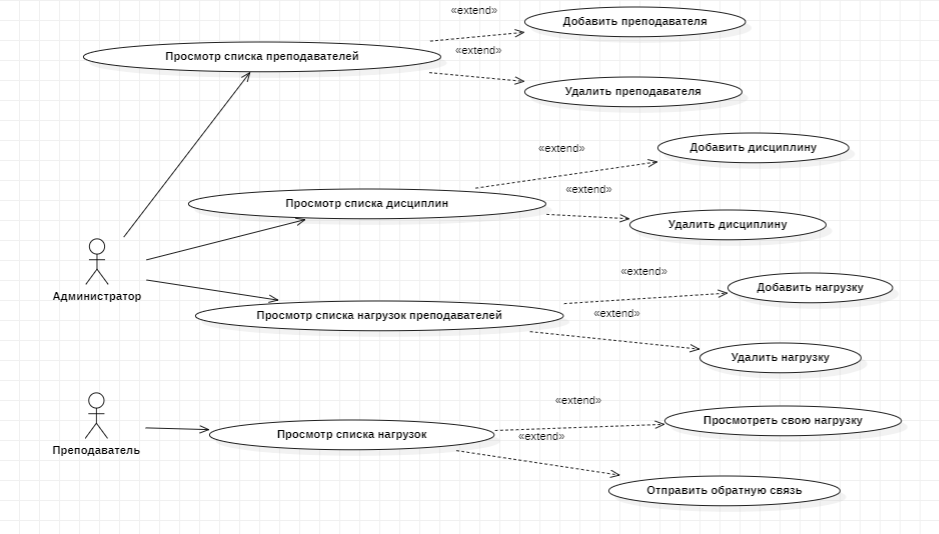 «extend»
Добавить преподавателя
Просмотр списка преподавателей
«extend»
Удалить преподавателя
«extend»
Добавить дисциплину
«extend»
Просмотр списка дисциплин
Удалить дисциплину
Администратор
«extend»
Добавить нагрузку
«extend»
Просмотр списка нагрузок преподавателей
Удалить нагрузку
Преподаватель
«extend»
Просмотреть свою нагрузку
Просмотр списка нагрузок
«extend»
Отправить обратную связь